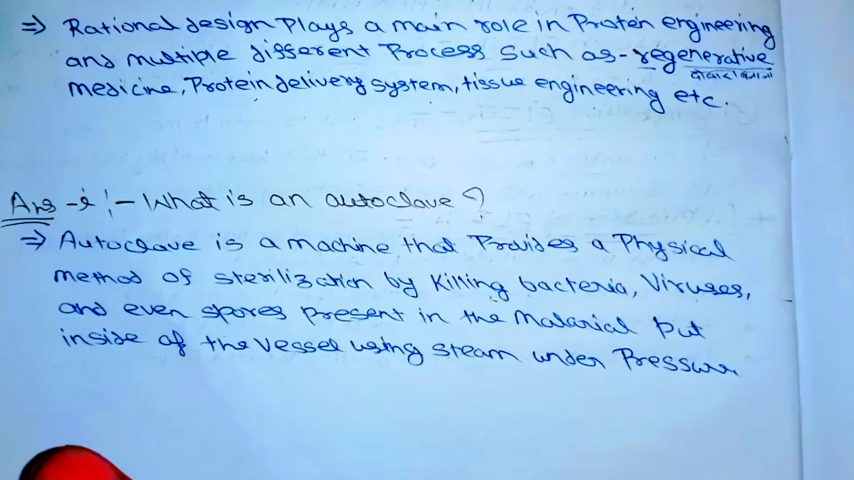 ⇒ Rational design Plays a main role in Protein engineering
and multiple different Process such as - regenerative
medicine, Protein delivery system, tissue engineering etc.
Ans - i :- What is an autoclave ?
⇒ Autoclave is a machine that Provides a Physical
method of sterilization by Killing bacteria, Viruses,
and even spores present in the Matarial put
inside of the vessel using steam under Pressure